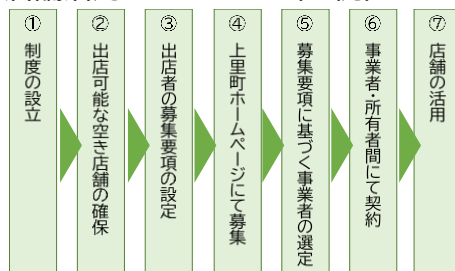 ①
制度の設立
②
出店可能な空き店舗の確保
③
出店者の募集要項の設定
④
上里町ホームページにて募集
⑤
募集要項に基づく事業者の選定
⑥
事業者・所有者間にて契約
⑦
店舗の活用